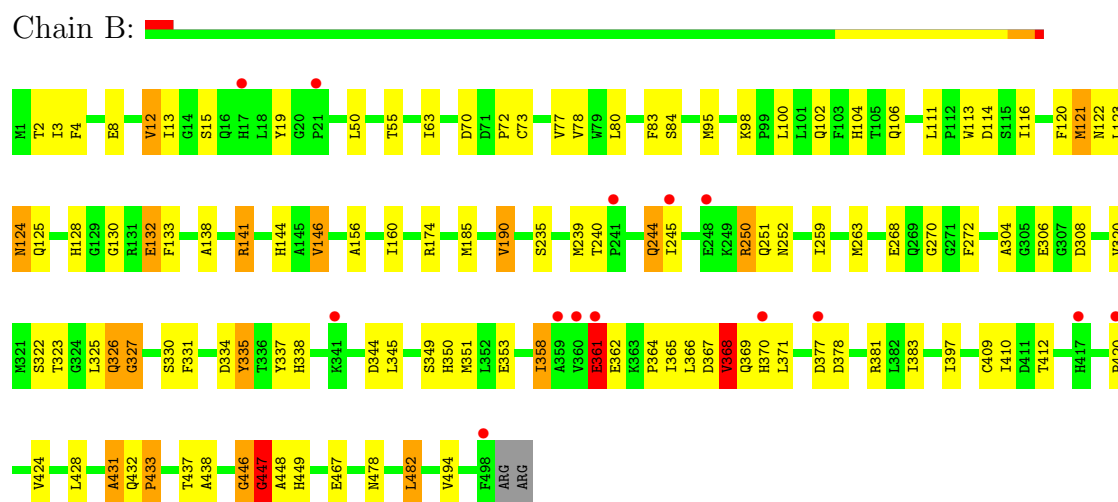 Chain B:
M1 T2 I3 F4 E8 V12 I13 G14 S15 Q16 H17 L18 Y19 G20 P21 L50 T55 I63 D70 D71 P72 C73 V77 V78 W79 L80 F83 S84 M95 K98 P99 L100 L101 Q102 F103 H104 T105 Q106 L111 P112 W113 D114 S115 I116 F120 M121 N122 L123
N124 Q125 H128 G129 G130 R131 E132 F133 A138 R141 H144 A145 V146 A156 I160 R174 M185 V190 S235 M239 T240 P241 Q244 I245 E248 K249 R250 Q251 N252 I259 M263 E268 Q269 G270 G271 F272 A304 G305 E306 G307 D308 V320
M321 S322 T323 G324 L325 Q326 G327 S330 F331 D334 Y335 T336 Y337 H338 K341 D344 L345 S349 H350 M351 L352 E353 I358 A359 V360 E361 E362 K363 P364 I365 L366 D367 V368 Q369 H370 L371 D377 D378 R381 L382 I383 I397 C409 I410 D411 T412 H417
V424 L428 A431 Q432 P433 T437 A438 G446 G447 A448 H449 E467 N478 L482 V494 F498 ARG ARG